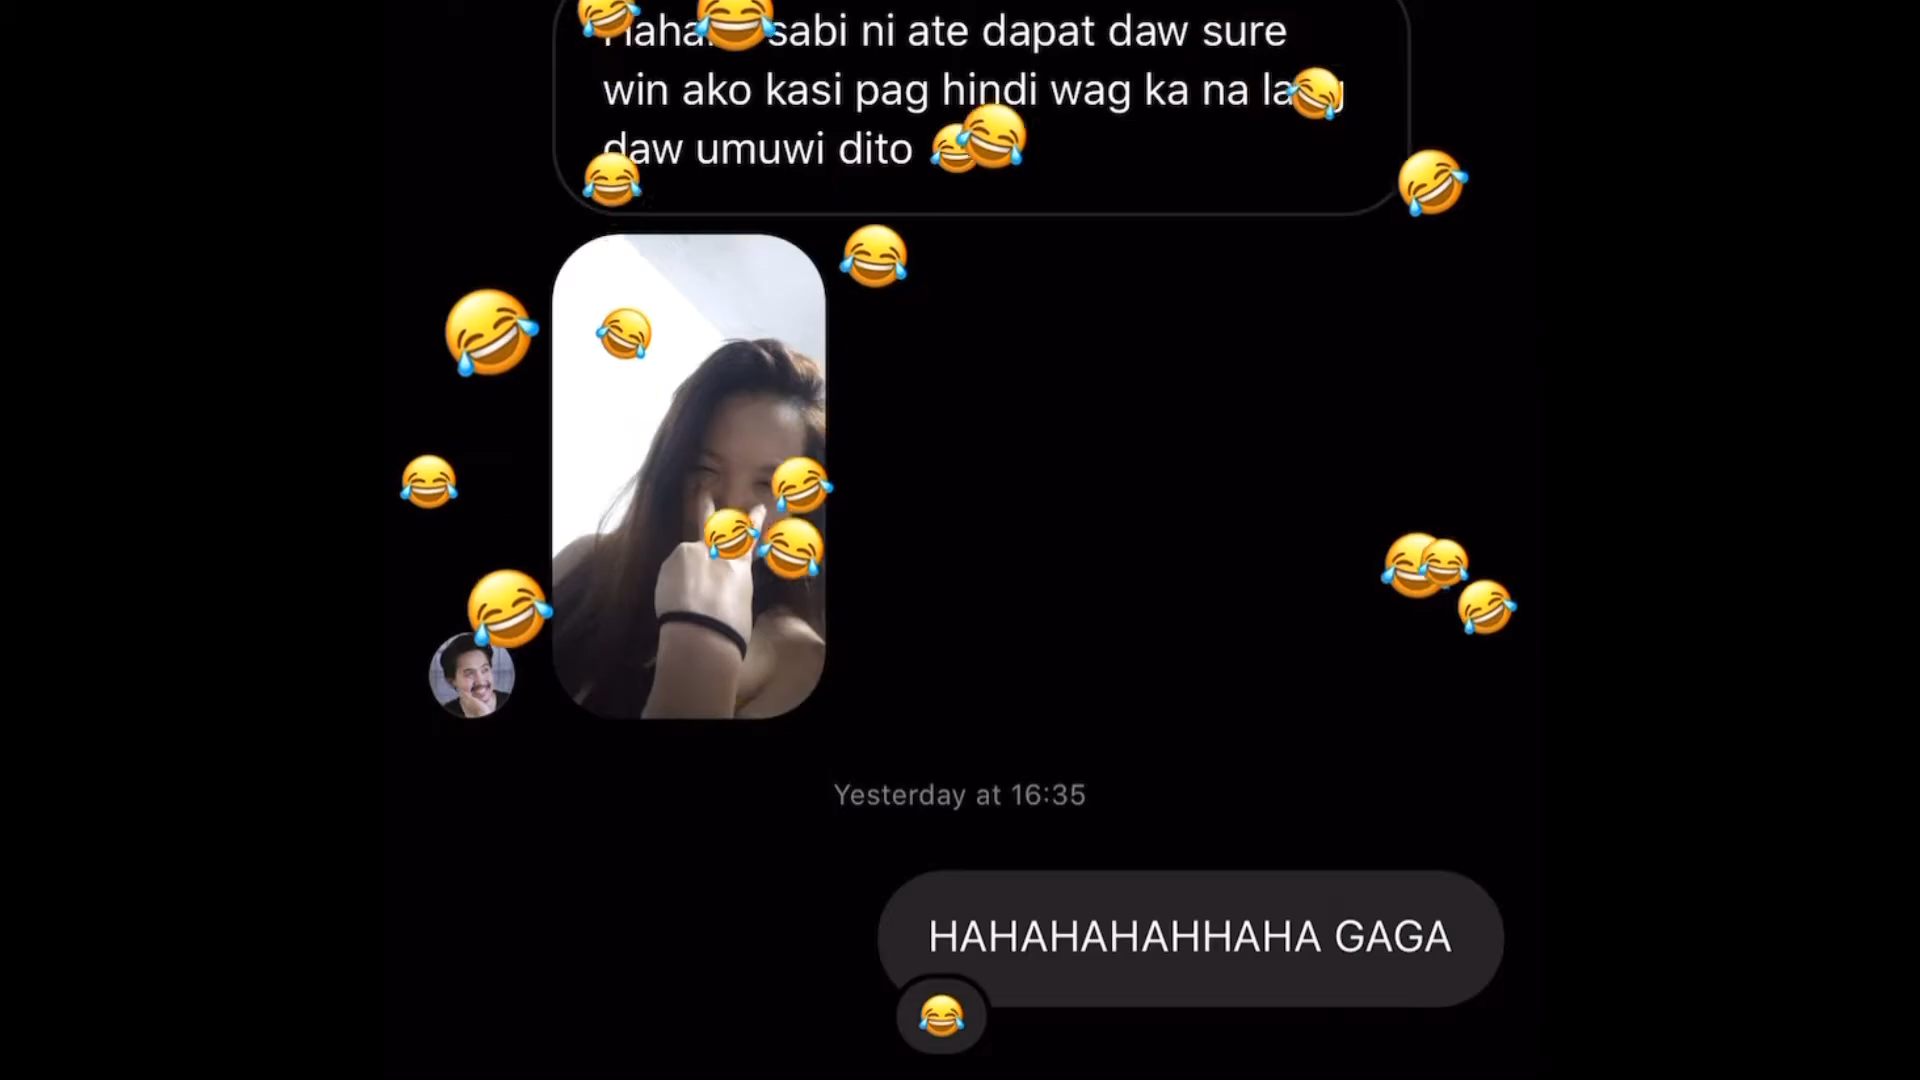 sabi ni ate dapat daw sure
win ako kasi pag hindi wag ka na
daw umuwi dito
Yesterday at 16:35
HAHAHAHAHHAHA GAGA